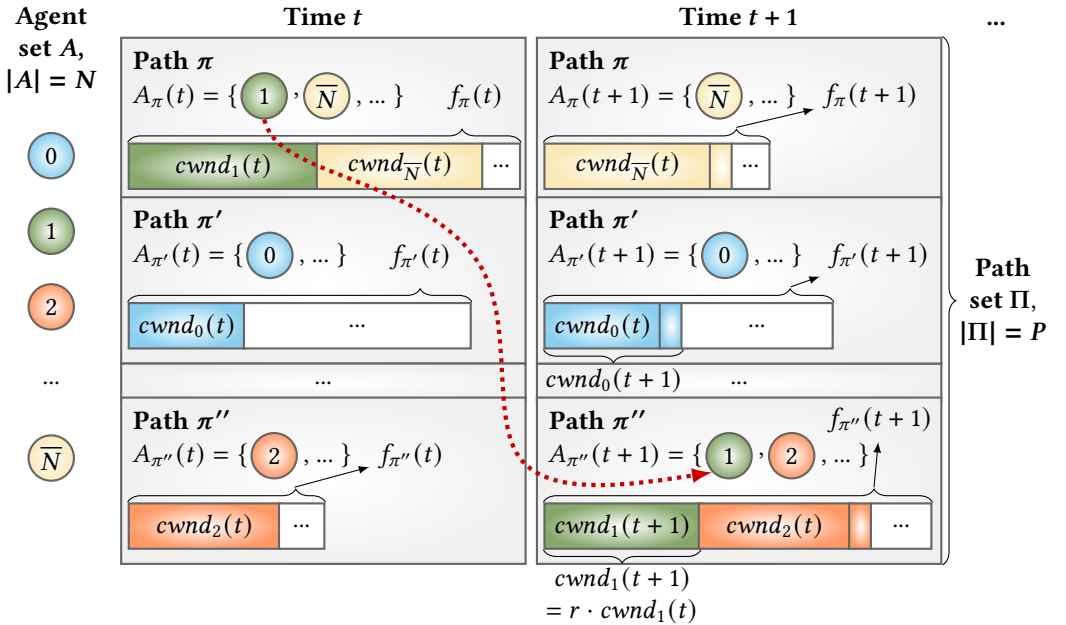 Agent
set A,
|A| = N
0
1
2
...
N̅
Time t
Path π
A_π(t) = { 1 , N̅ , ... } f_π(t)
cwnd_1(t) cwnd_N̅(t) ...
Path π′
A_π′(t) = { 0 , ... } f_π′(t)
cwnd_0(t) ...
...
Path π″
A_π″(t) = { 2 , ... } f_π″(t)
cwnd_2(t) ...
Time t + 1
Path π
A_π(t+1) = { N̅ , ... } f_π(t+1)
cwnd_N̅(t) ...
Path π′
A_π′(t+1) = { 0 , ... } f_π′(t+1)
cwnd_0(t) ...
cwnd_0(t+1) ...
Path π″
f_π″(t+1)
A_π″(t+1) = { 1 , 2 , ... }
cwnd_1(t+1) cwnd_2(t) ...
cwnd_1(t+1)
= r · cwnd_1(t)
...
Path
set Π,
|Π| = P